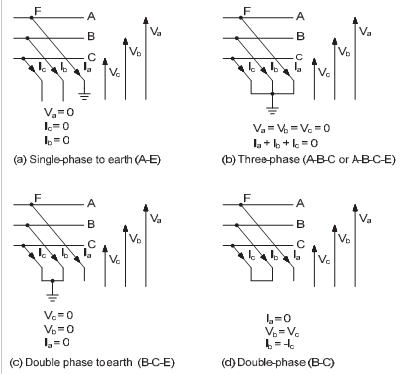 F
A
B
C
Ic
Ib
Ia
Vc
Vb
Va
Va = 0
Ic = 0
Ib = 0
(a) Single-phase to earth (A-E)
F
A
B
C
Ic
Ib
Ia
Vc
Vb
Va
Va = Vb = Vc = 0
Ia + Ib + Ic = 0
(b) Three-phase (A-B-C or A-B-C-E)
F
A
B
C
Ic
Ib
Ia
Vc
Vb
Va
Vc = 0
Vb = 0
Ia = 0
(c) Double phase to earth (B-C-E)
F
A
B
C
Ic
Ib
Ia
Vc
Vb
Va
Ia = 0
Vb = Vc
Ib = -Ic
(d) Double-phase (B-C)